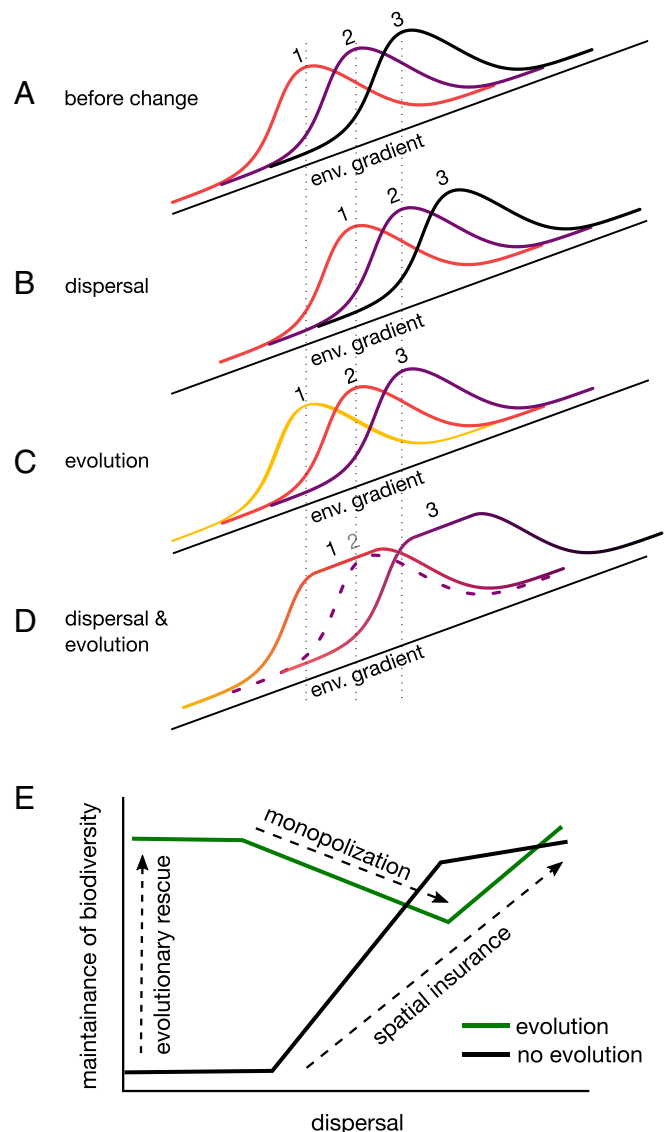 A
before change
1
2
3
env. gradient
B
dispersal
1
2
3
env. gradient
C
evolution
1
2
3
env. gradient
D
dispersal &
evolution
1
2
3
env. gradient
E
maintainance of biodiversity
evolutionary rescue
monopolization
spatial insurance
evolution
no evolution
dispersal